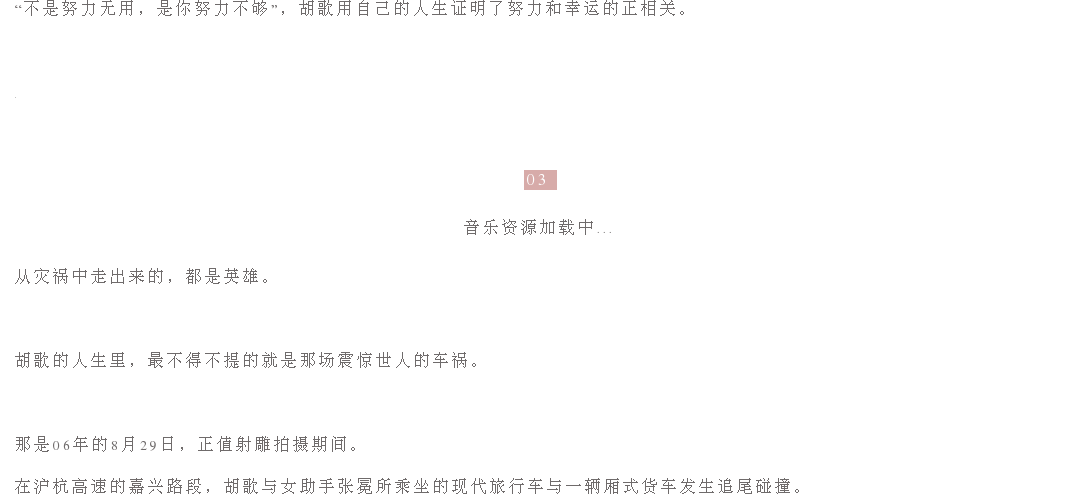 “不是努力无用，是你努力不够”，胡歌用自己的人生证明了努力和幸运的正相关。
03
音乐资源加载中...
从灾祸中走出来的，都是英雄。
胡歌的人生里，最不得不提的就是那场震惊世人的车祸。
那是06年的8月29日，正值射雕拍摄期间。
在沪杭高速的嘉兴路段，胡歌与女助手张冕所乘坐的现代旅行车与一辆厢式货车发生追尾碰撞。